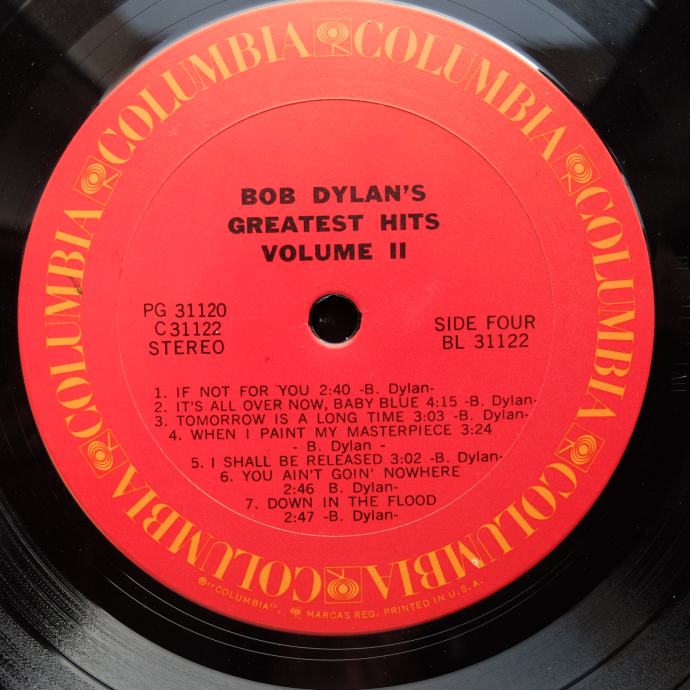 COLUMBIA COLUMBIA COLUMBIA COLUMBIA COLUMBIA COLUMBIA COLUMBIA
BOB DYLAN'S
GREATEST HITS
VOLUME II
PG 31120
C 31122
STEREO
SIDE FOUR
BL 31122
1. IF NOT FOR YOU 2:40 -B. Dylan-
2. IT'S ALL OVER NOW, BABY BLUE 4:15 -B. Dylan-
3. TOMORROW IS A LONG TIME 3:03 -B. Dylan-
4. WHEN I PAINT MY MASTERPIECE 3:24
- B. Dylan -
5. I SHALL BE RELEASED 3:02 -B. Dylan-
6. YOU AIN'T GOIN' NOWHERE
2:46 B. Dylan-
7. DOWN IN THE FLOOD
2:47 -B. Dylan-
®"COLUMBIA", MARCAS REG. PRINTED IN U.S.A.